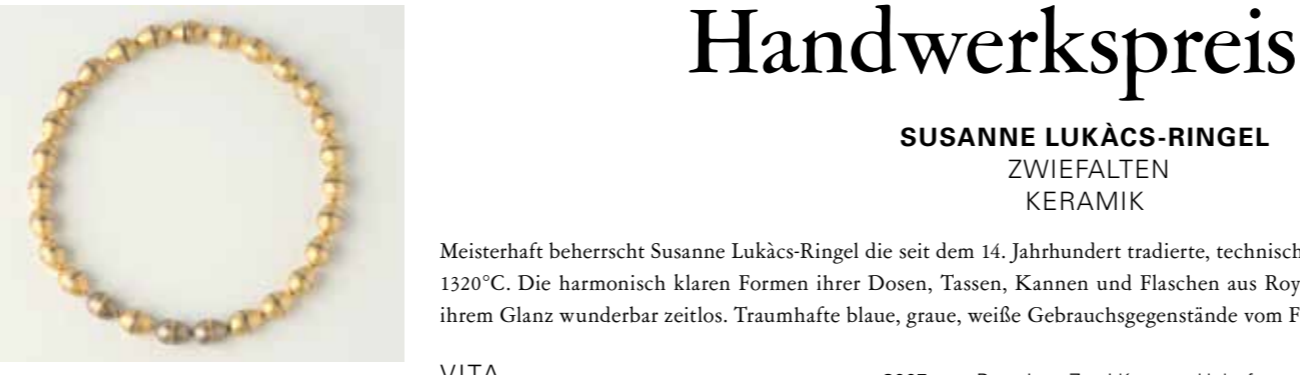 Handwerkspreis
SUSANNE LUKÀCS-RINGEL
ZWIEFALTEN
KERAMIK
Meisterhaft beherrscht Susanne Lukàcs-Ringel die seit dem 14. Jahrhundert tradierte, technisch
1320°C. Die harmonisch klaren Formen ihrer Dosen, Tassen, Kannen und Flaschen aus Roy
ihrem Glanz wunderbar zeitlos. Traumhafte blaue, graue, weiße Gebrauchsgegenstände vom F
VITA